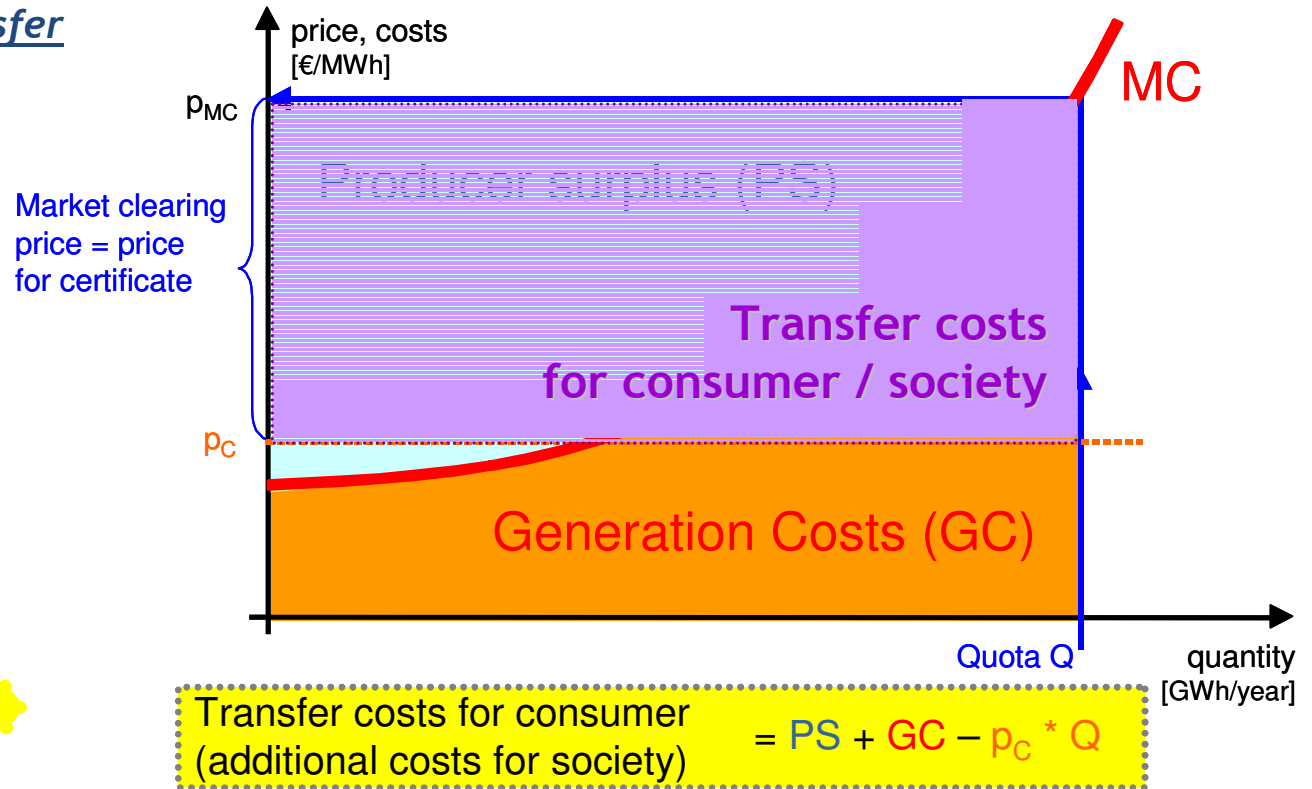 sfer
price, costs
[€/MWh]
MC
p_MC
Producer surplus (PS)
Market clearing
price = price
for certificate
Transfer costs
for consumer / society
p_C
Generation Costs (GC)
Quota Q
quantity
[GWh/year]
Transfer costs for consumer
(additional costs for society)
= PS + GC – p_C * Q